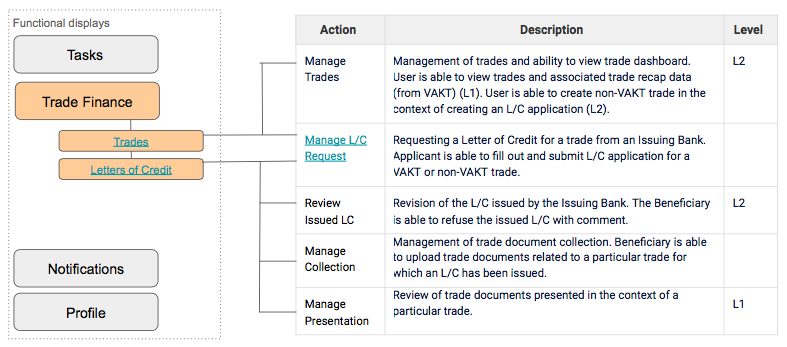 Functional displays
Tasks
Trade Finance
Trades
Letters of Credit
Notifications
Profile
Action Description Level
Manage Trades
Management of trades and ability to view trade dashboard.
User is able to view trades and associated trade recap data
(from VAKT) (L1). User is able to create non-VAKT trade in the
context of creating an L/C application (L2).
L2
Manage L/C
Request
Requesting a Letter of Credit for a trade from an Issuing Bank.
Applicant is able to fill out and submit L/C application for a
VAKT or non-VAKT trade.
Review
Issued LC
Revision of the L/C issued by the Issuing Bank. The Beneficiary
is able to refuse the issued L/C with comment.
L2
Manage
Collection
Management of trade document collection. Beneficiary is able
to upload trade documents related to a particular trade for
which an L/C has been issued.
Manage
Presentation
Review of trade documents presented in the context of a
particular trade.
L1